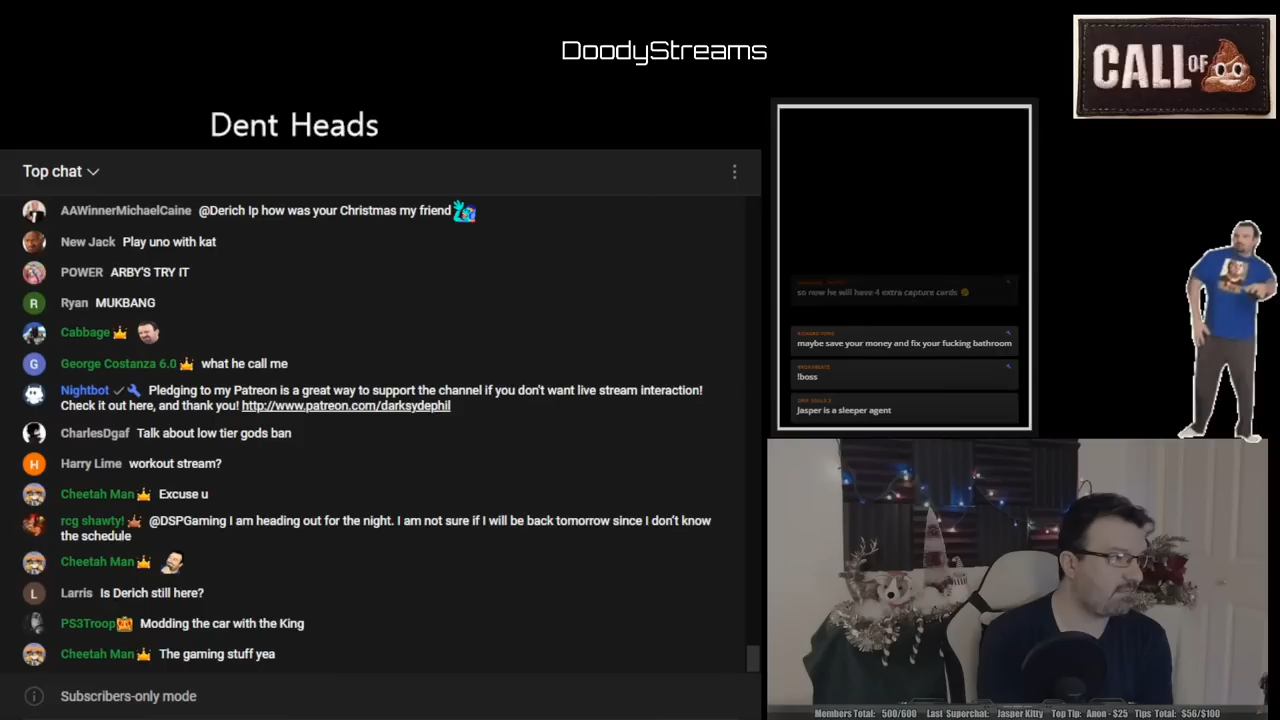 DoodyStreams
CALL OF
Dent Heads
Top chat
AAWinnerMichaelCaine @Derich Ip how was your Christmas my friend
New Jack Play uno with kat
POWER ARBY'S TRY IT
R Ryan MUKBANG
Cabbage
G George Costanza 6.0 what he call me
Nightbot Pledging to my Patreon is a great way to support the channel if you don't want live stream interaction!
Check it out here, and thank you! http://www.patreon.com/darksydephil
CharlesDgaf Talk about low tier gods ban
H Harry Lime workout stream?
Cheetah Man Excuse u
rcg shawty! @DSPGaming I am heading out for the night. I am not sure if I will be back tomorrow since I don't know
the schedule
Cheetah Man
L Larris Is Derich still here?
PS3Troop Modding the car with the King
Cheetah Man The gaming stuff yea
Subscribers-only mode
so now he will have 4 extra capture cards
maybe save your money and fix your fucking bathroom
!boss
Jasper is a sleeper agent
Members Total: 500/600 Last Superchat: Jasper Kitty Top Tip: Anon - $25 Tips Total: $56/$100